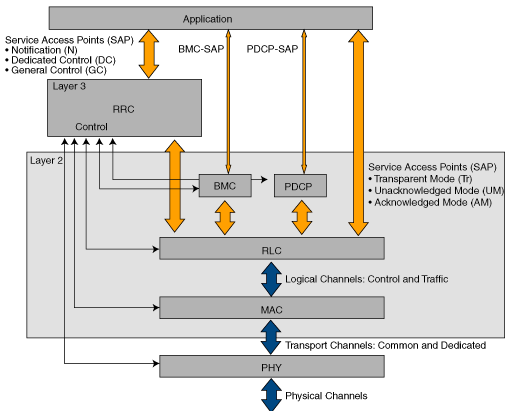 Application
Service Access Points (SAP)
• Notification (N)
• Dedicated Control (DC)
• General Control (GC)
BMC-SAP
PDCP-SAP
Layer 3
RRC
Control
Layer 2
Service Access Points (SAP)
• Transparent Mode (Tr)
• Unacknowledged Mode (UM)
• Acknowledged Mode (AM)
BMC
PDCP
RLC
Logical Channels: Control and Traffic
MAC
Transport Channels: Common and Dedicated
PHY
Physical Channels